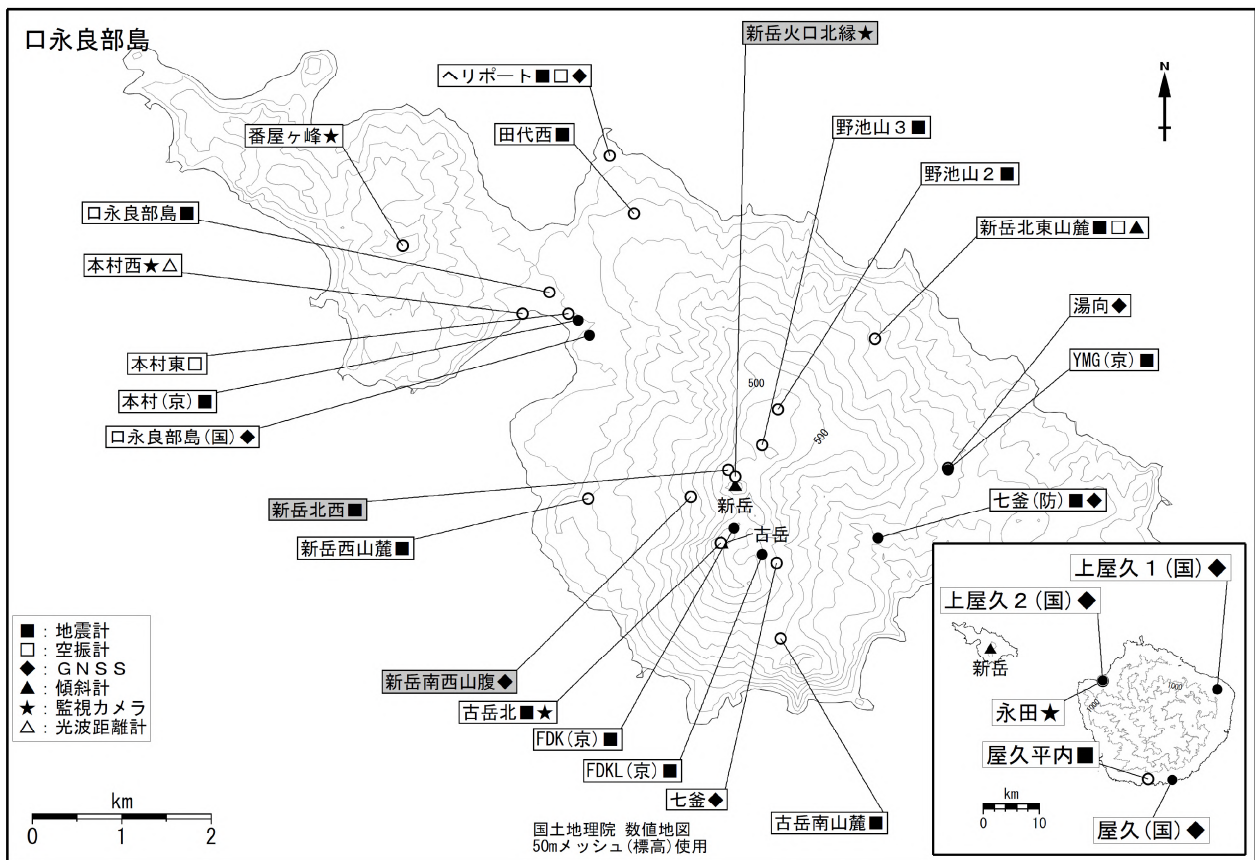 口永良部島
新岳火口北縁★
N
ヘリポート■□◆
番屋ヶ峰★
田代西■
野池山３■
野池山２■
口永良部島■
新岳北東山麓■□▲
本村西★△
湯向◆
本村東□
YMG(京)■
本村(京)■
500
口永良部島(国)◆
500
新岳北西■
新岳
七釜(防)■◆
新岳西山麓■
古岳
上屋久１(国)◆
上屋久２(国)◆
新岳
1000
1000
永田★
屋久平内■
屋久(国)◆
km
0 10
■：地震計
□：空振計
◆：ＧＮＳＳ
▲：傾斜計
★：監視カメラ
△：光波距離計
新岳南西山腹◆
古岳北■★
FDK(京)■
FDKL(京)■
七釜◆
古岳南山麓■
km
0 1 2
国土地理院 数値地図
50mメッシュ(標高)使用